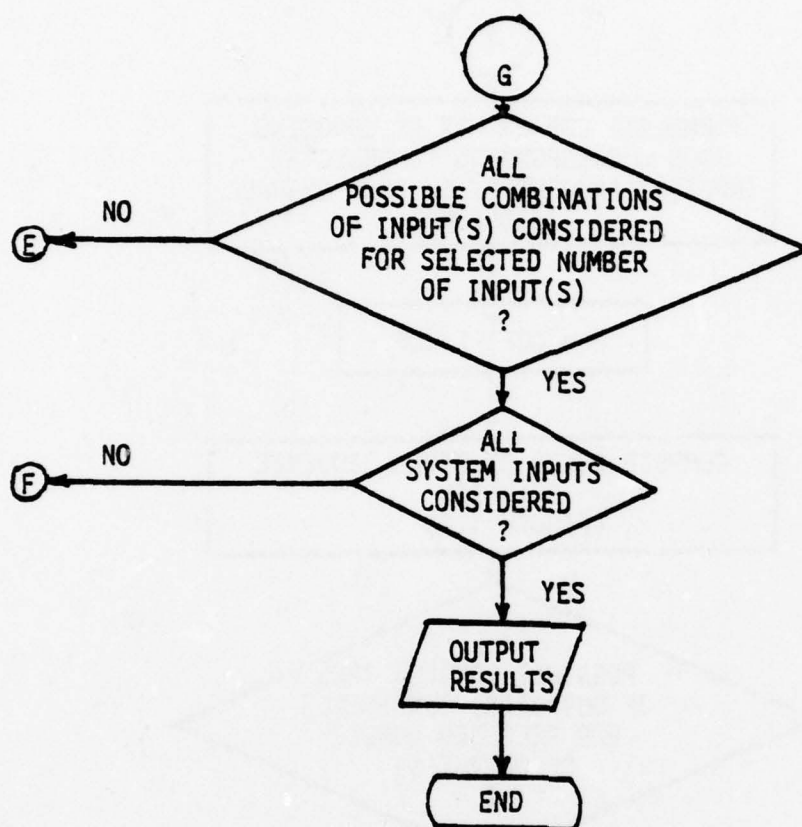 G
ALL
POSSIBLE COMBINATIONS
OF INPUT(S) CONSIDERED
FOR SELECTED NUMBER
OF INPUT(S)
?
NO
E
YES
ALL
SYSTEM INPUTS
CONSIDERED
?
NO
F
YES
OUTPUT
RESULTS
END